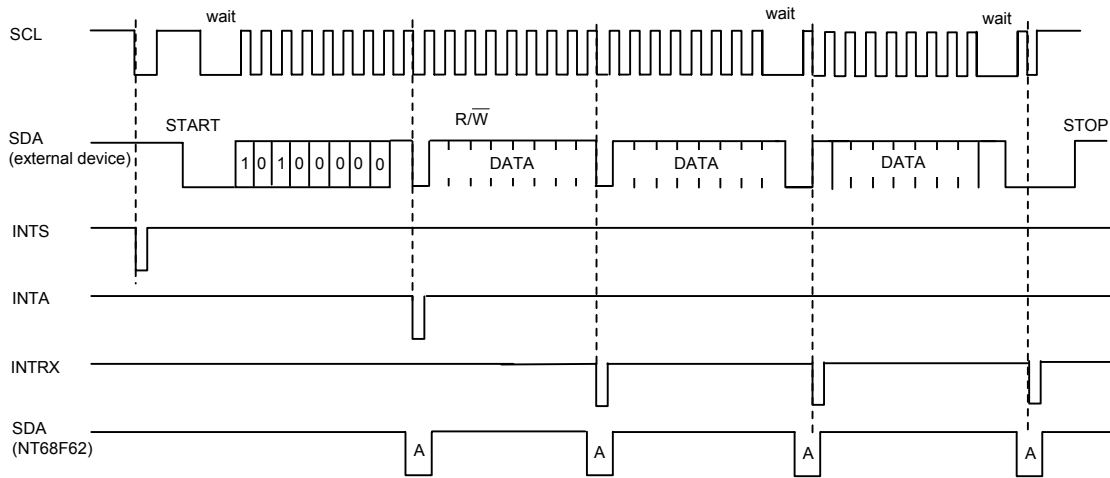 wait wait wait
SCL
START R/W̅ STOP
SDA
(external device)
1 0 1 0 0 0 0 0 DATA DATA DATA
INTS
INTA
INTRX
SDA
(NT68F62)
A A A A